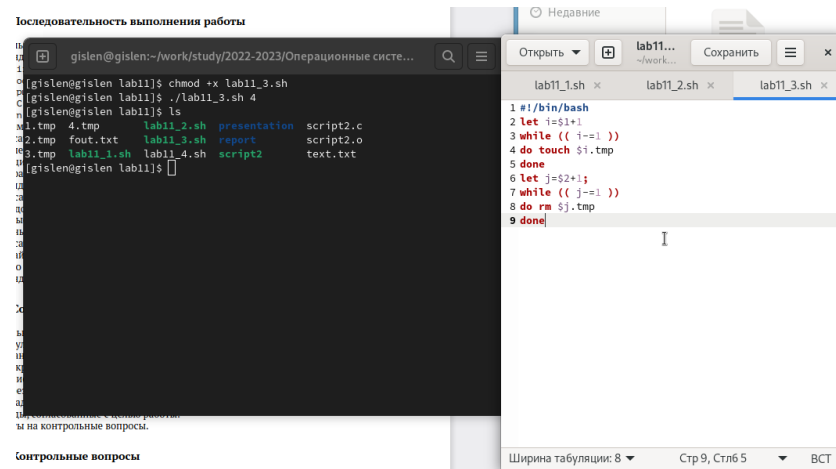 Последовательность выполнения работы
Недавние
gislen@gislen:~/work/study/2022-2023/Операционные систе...
[gislen@gislen lab11]$ chmod +x lab11_3.sh
[gislen@gislen lab11]$ ./lab11_3.sh 4
[gislen@gislen lab11]$ ls
1.tmp 4.tmp lab11_2.sh presentation script2.c
2.tmp fout.txt lab11_3.sh report script2.o
3.tmp lab11_1.sh lab11_4.sh script2 text.txt
[gislen@gislen lab11]$
Открыть
lab11...
~/work...
Сохранить
lab11_1.sh × lab11_2.sh × lab11_3.sh ×
1 #!/bin/bash
2 let i=$1+1
3 while (( i-=1 ))
4 do touch $i.tmp
5 done
6 let j=$2+1;
7 while (( j-=1 ))
8 do rm $j.tmp
9 done
ы на контрольные вопросы.
Контрольные вопросы
Ширина табуляции: 8 Стр 9, Стлб 5 ВСТ